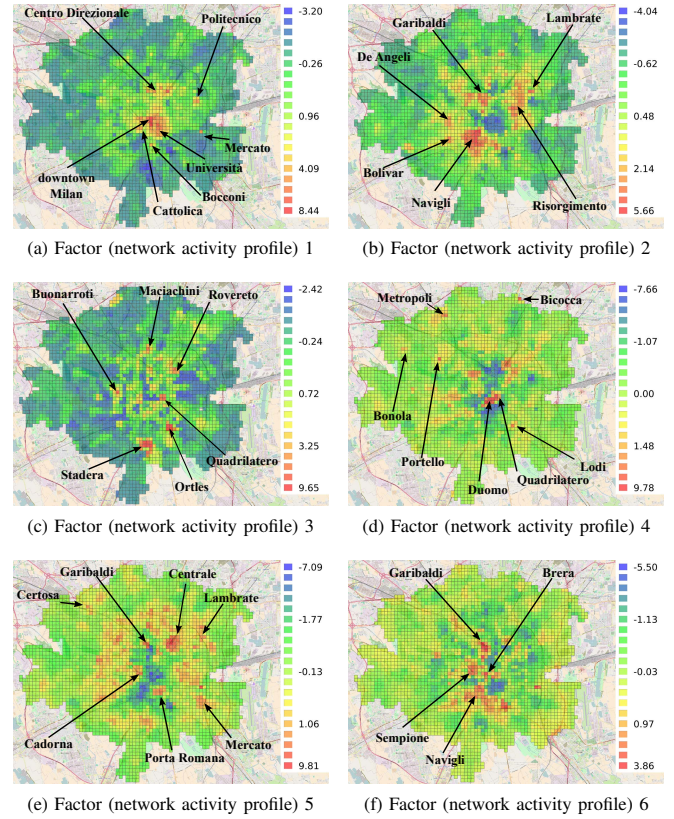 Centro Direzionale
Politecnico
-3.20
-0.26
0.96
4.09
8.44
Mercato
Università
downtown
Milan
Bocconi
Cattolica
(a) Factor (network activity profile) 1
Garibaldi
Lambrate
-4.04
De Angeli
-0.62
0.48
2.14
5.66
Bolivar
Navigli
Risorgimento
(b) Factor (network activity profile) 2
Maciachini
Buonarroti
Rovereto
-2.42
-0.24
0.72
3.25
9.65
Quadrilatero
Stadera
Ortles
(c) Factor (network activity profile) 3
Metropoli
Bicocca
-7.66
-1.07
0.00
1.48
9.78
Bonola
Portello
Lodi
Duomo
Quadrilatero
(d) Factor (network activity profile) 4
Garibaldi
Centrale
-7.09
Certosa
Lambrate
-1.77
-0.13
1.06
9.81
Cadorna
Mercato
Porta Romana
(e) Factor (network activity profile) 5
Garibaldi
Brera
-5.50
-1.13
-0.03
0.97
3.86
Sempione
Navigli
(f) Factor (network activity profile) 6